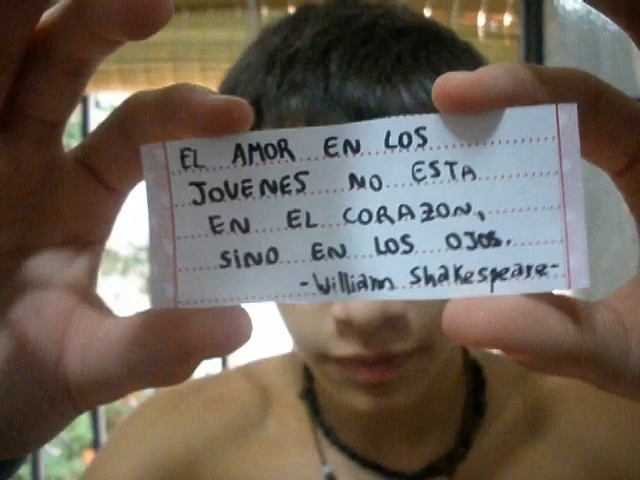 EL AMOR EN LOS
JOVENES NO ESTA
EN EL CORAZON,
SINO EN LOS OJOS.
-William Shakespeare-